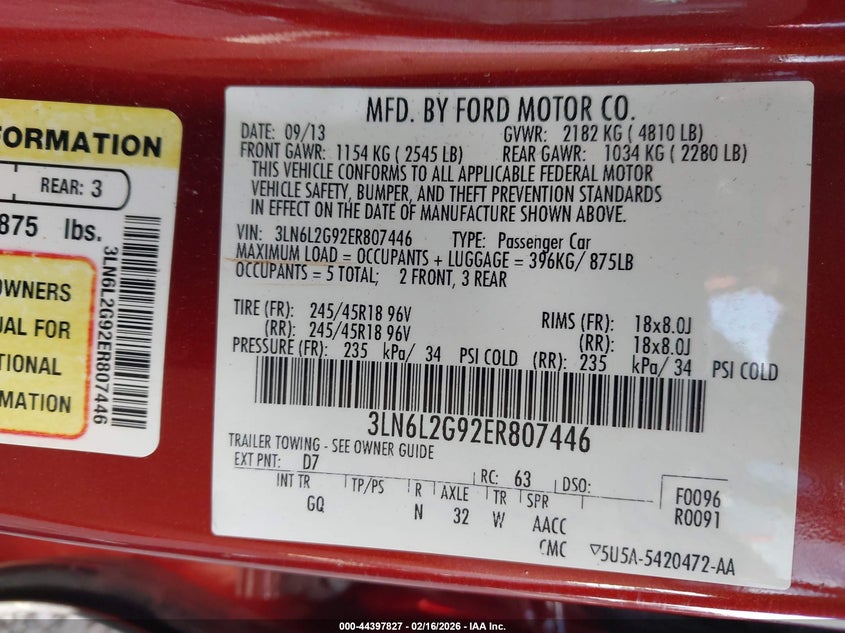 FORMATION
REAR: 3
875 lbs.
OWNERS
UAL FOR
TIONAL
RMATION
3LN6L2G92ER807446
MFD. BY FORD MOTOR CO.
DATE: 09/13 GVWR: 2182 KG ( 4810 LB)
FRONT GAWR: 1154 KG ( 2545 LB) REAR GAWR: 1034 KG ( 2280 LB)
THIS VEHICLE CONFORMS TO ALL APPLICABLE FEDERAL MOTOR
VEHICLE SAFETY, BUMPER, AND THEFT PREVENTION STANDARDS
IN EFFECT ON THE DATE OF MANUFACTURE SHOWN ABOVE.
VIN: 3LN6L2G92ER807446 TYPE: Passenger Car
MAXIMUM LOAD = OCCUPANTS + LUGGAGE = 396KG/ 875LB
OCCUPANTS = 5 TOTAL; 2 FRONT, 3 REAR
TIRE (FR): 245/45R18 96V RIMS (FR): 18x8.0J
(RR): 245/45R18 96V (RR): 18x8.0J
PRESSURE (FR): 235 kPa/ 34 PSI COLD (RR): 235 kPa/ 34 PSI COLD
3LN6L2G92ER807446
TRAILER TOWING - SEE OWNER GUIDE
EXT PNT: D7 RC: 63 DSO:
INT TR TP/PS R AXLE TR SPR F0096
GQ N 32 W AACC R0091
CMC ▽5U5A-5420472-AA
000-44397827 - 02/16/2026 - IAA Inc.